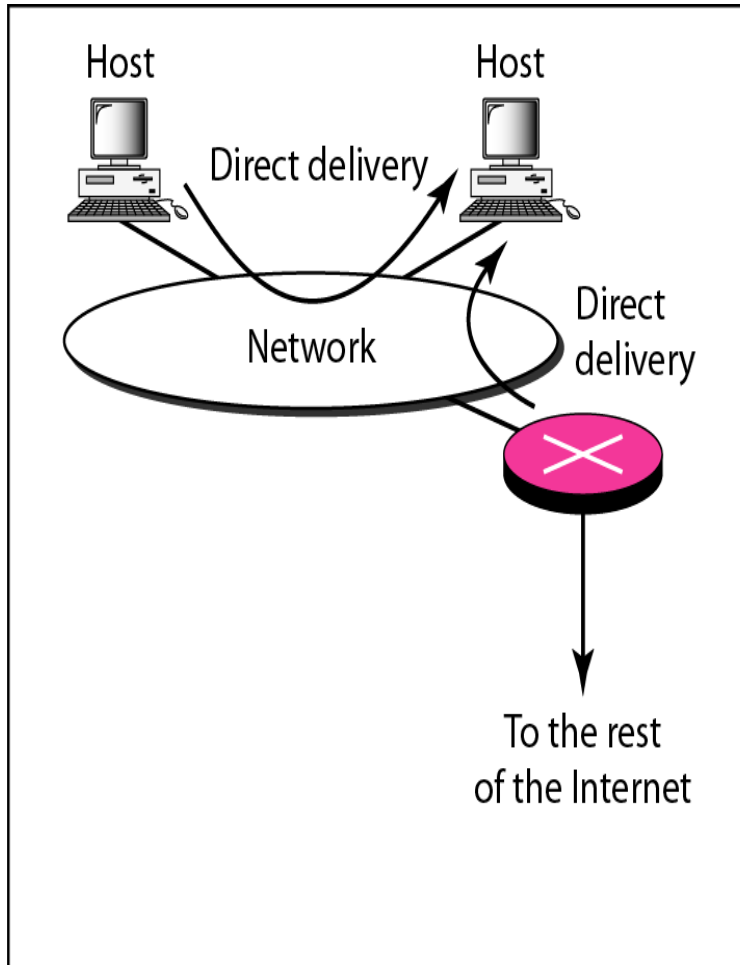 Host
Host
Direct delivery
Direct
delivery
Network
To the rest
of the Internet